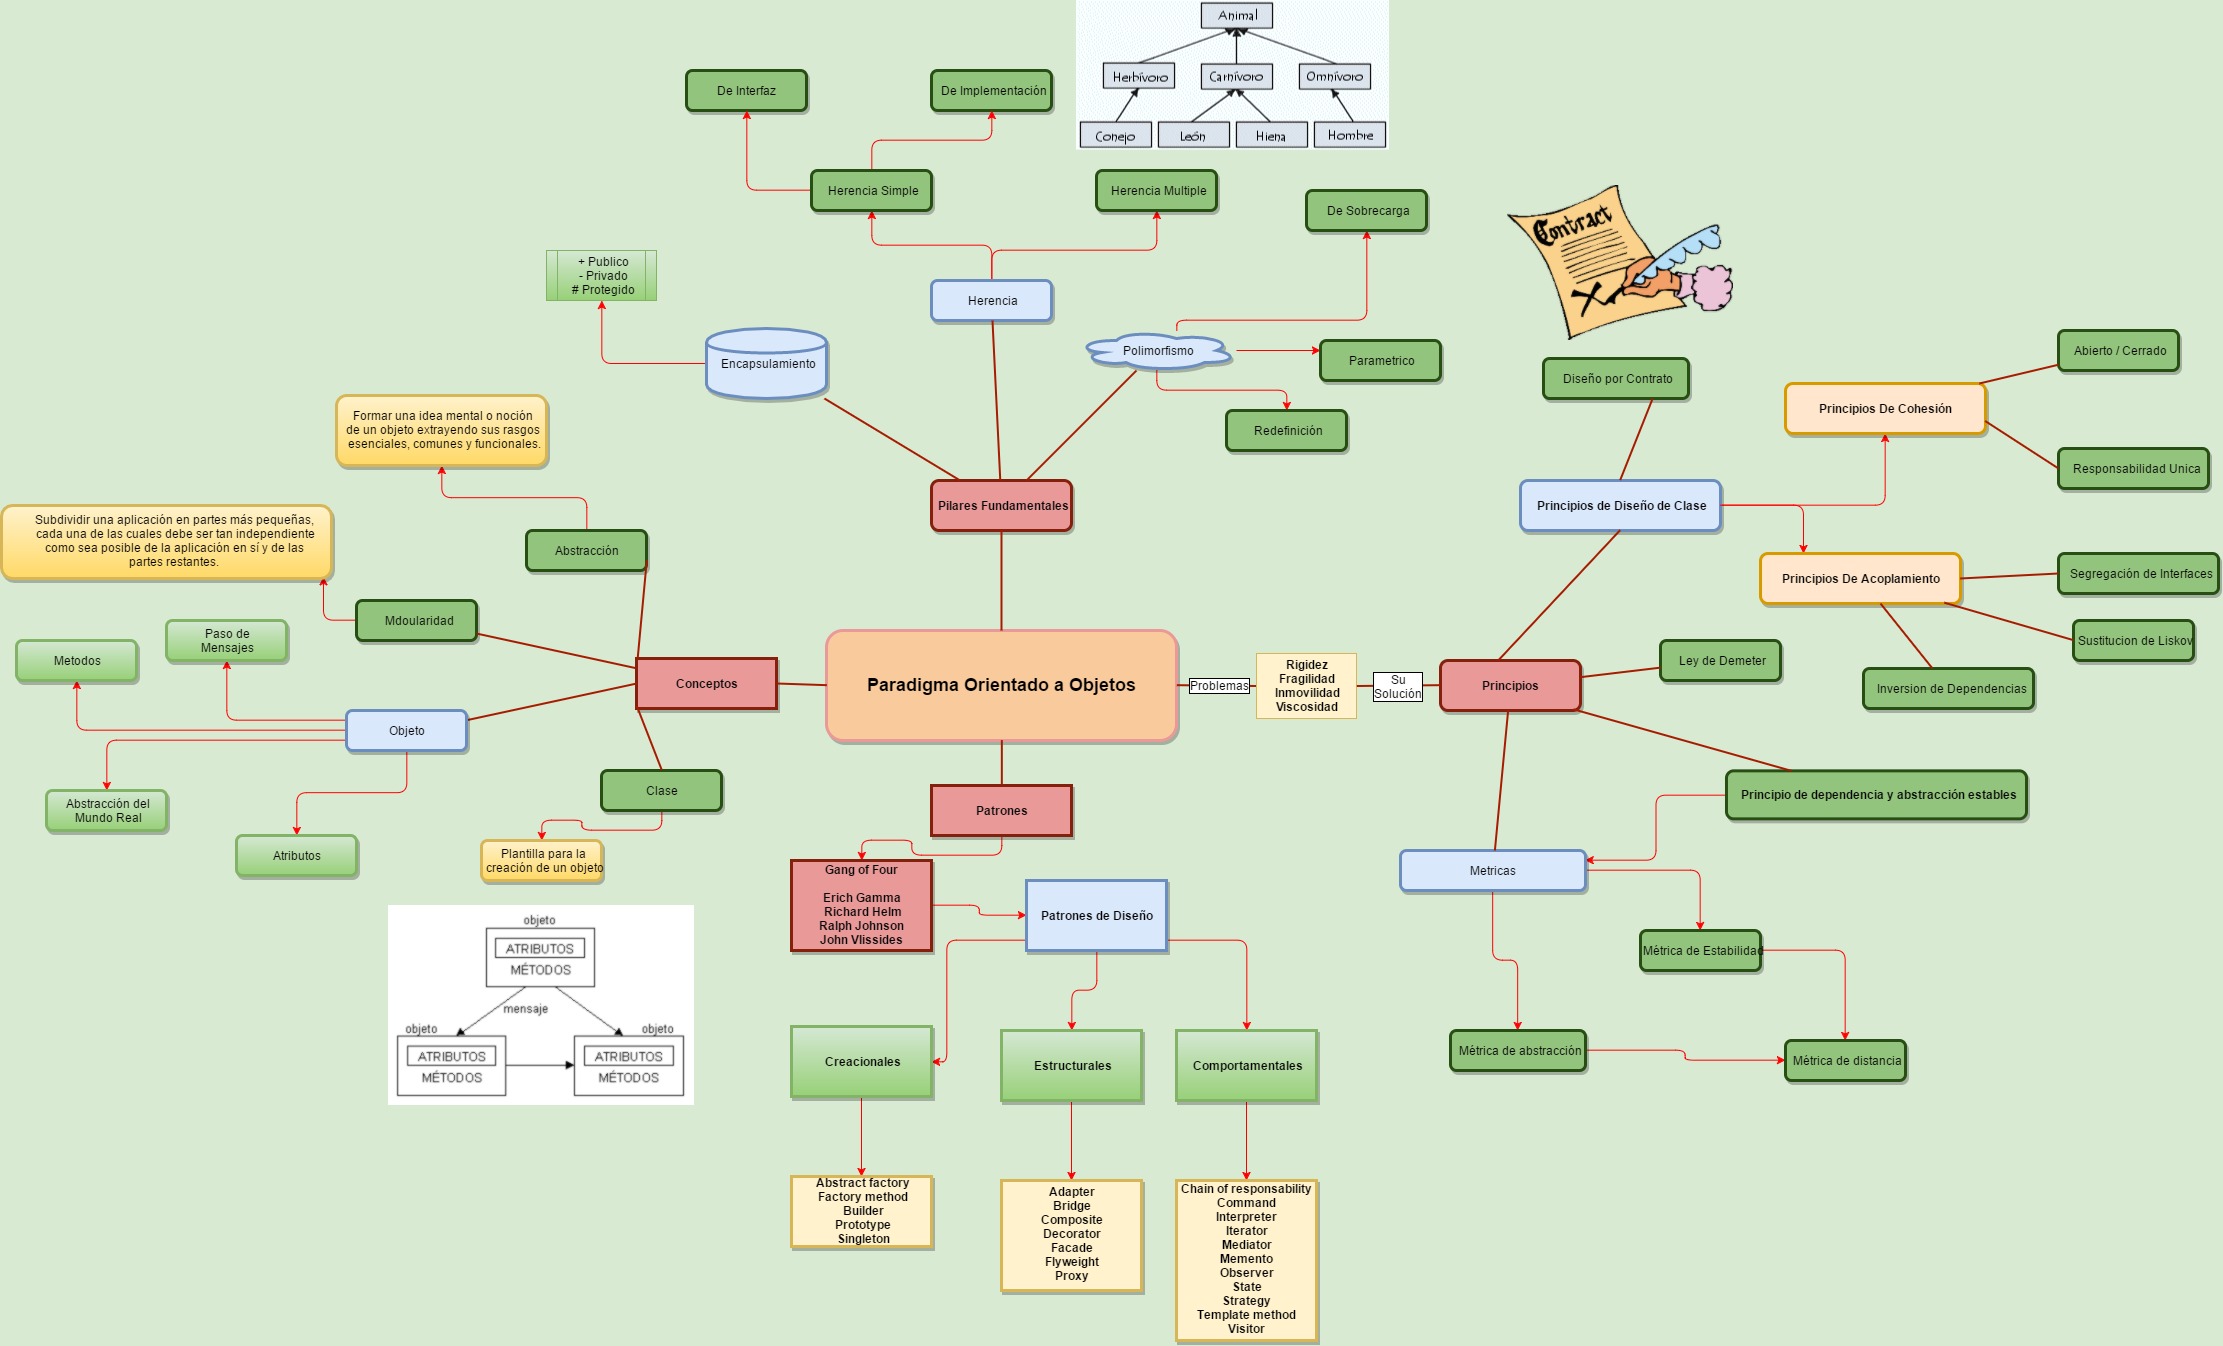 Animal
Herbívoro
Carnívoro
Omnívoro
Conejo
León
Hiena
Hombre
De Interfaz
De Implementación
Herencia Simple
Herencia Multiple
De Sobrecarga
Contract
+ Publico
- Privado
# Protegido
Herencia
Encapsulamiento
Polimorfismo
Parametrico
Redefinición
Diseño por Contrato
Abierto / Cerrado
Principios De Cohesión
Responsabilidad Unica
Formar una idea mental o noción
de un objeto extrayendo sus rasgos
esenciales, comunes y funcionales.
Pilares Fundamentales
Principios de Diseño de Clase
Subdividir una aplicación en partes más pequeñas,
cada una de las cuales debe ser tan independiente
como sea posible de la aplicación en sí y de las
partes restantes.
Abstracción
Principios De Acoplamiento
Segregación de Interfaces
Sustitucion de Liskov
Inversion de Dependencias
Mdoularidad
Paso de
Mensajes
Metodos
Conceptos
Paradigma Orientado a Objetos
Problemas
Rigidez
Fragilidad
Inmovilidad
Viscosidad
Su
Solución
Principios
Ley de Demeter
Objeto
Abstracción del
Mundo Real
Atributos
Clase
Plantilla para la
creación de un objeto
Patrones
Principio de dependencia y abstracción estables
Metricas
Gang of Four
Erich Gamma
Richard Helm
Ralph Johnson
John Vlissides
Patrones de Diseño
Métrica de Estabilidad
Métrica de abstracción
Métrica de distancia
objeto
ATRIBUTOS
MÉTODOS
mensaje
objeto
ATRIBUTOS
MÉTODOS
objeto
ATRIBUTOS
MÉTODOS
Creacionales
Estructurales
Comportamentales
Abstract factory
Factory method
Builder
Prototype
Singleton
Adapter
Bridge
Composite
Decorator
Facade
Flyweight
Proxy
Chain of responsability
Command
Interpreter
Iterator
Mediator
Memento
Observer
State
Strategy
Template method
Visitor